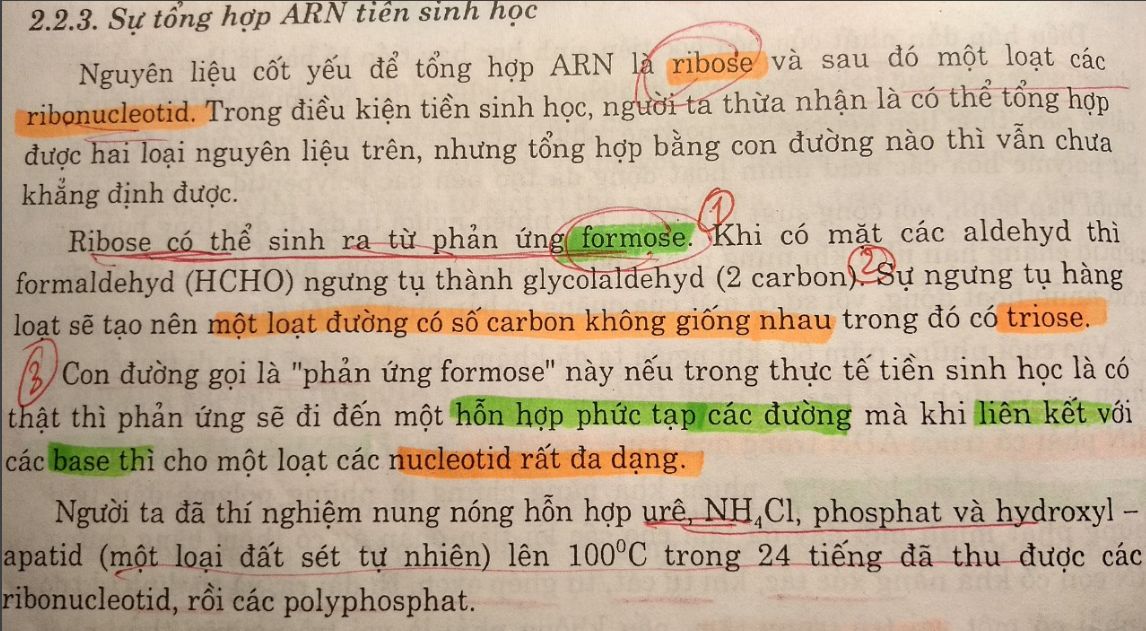 2.2.3. Sự tổng hợp ARN tiền sinh học
Nguyên liệu cốt yếu để tổng hợp ARN là ribose và sau đó một loạt các
ribonucleotid. Trong điều kiện tiền sinh học, người ta thừa nhận là có thể tổng hợp
được hai loại nguyên liệu trên, nhưng tổng hợp bằng con đường nào thì vẫn chưa
khẳng định được.
Ribose có thể sinh ra từ phản ứng formose. Khi có mặt các aldehyd thì
formaldehyd (HCHO) ngưng tụ thành glycolaldehyd (2 carbon). Sự ngưng tụ hàng
loạt sẽ tạo nên một loạt đường có số carbon không giống nhau trong đó có triose.
Con đường gọi là "phản ứng formose" này nếu trong thực tế tiền sinh học là có
thật thì phản ứng sẽ đi đến một hỗn hợp phức tạp các đường mà khi liên kết với
các base thì cho một loạt các nucleotid rất đa dạng.
Người ta đã thí nghiệm nung nóng hỗn hợp urê, NH₄Cl, phosphat và hydroxyl –
apatid (một loại đất sét tự nhiên) lên 100⁰C trong 24 tiếng đã thu được các
ribonucleotid, rồi các polyphosphat.
1
2
3